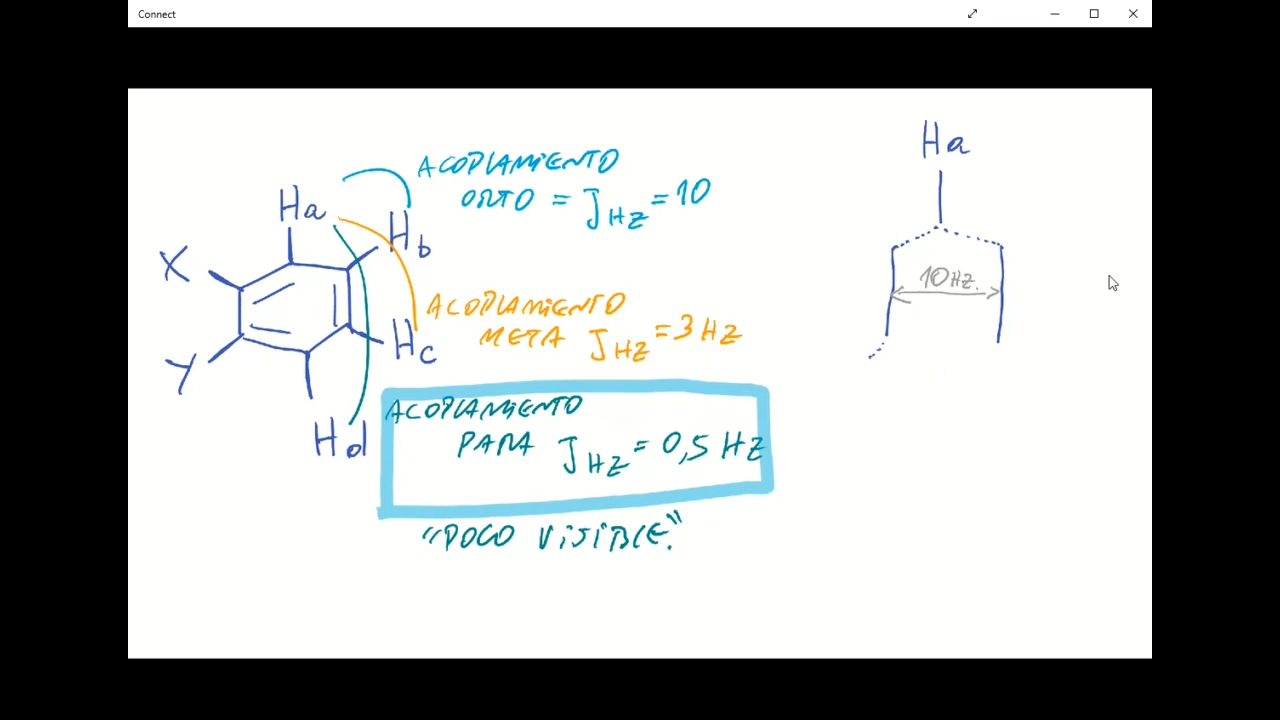 Connect
Ha
ACOPLAMIENTO
ORTO = J HZ = 10
Ha
Hb
X
10 HZ.
ACOPLAMIENTO
META J HZ = 3 HZ
Hc
Y
ACOPLAMIENTO
PARA J HZ = 0,5 HZ
Hd
"POCO VISIBLE."